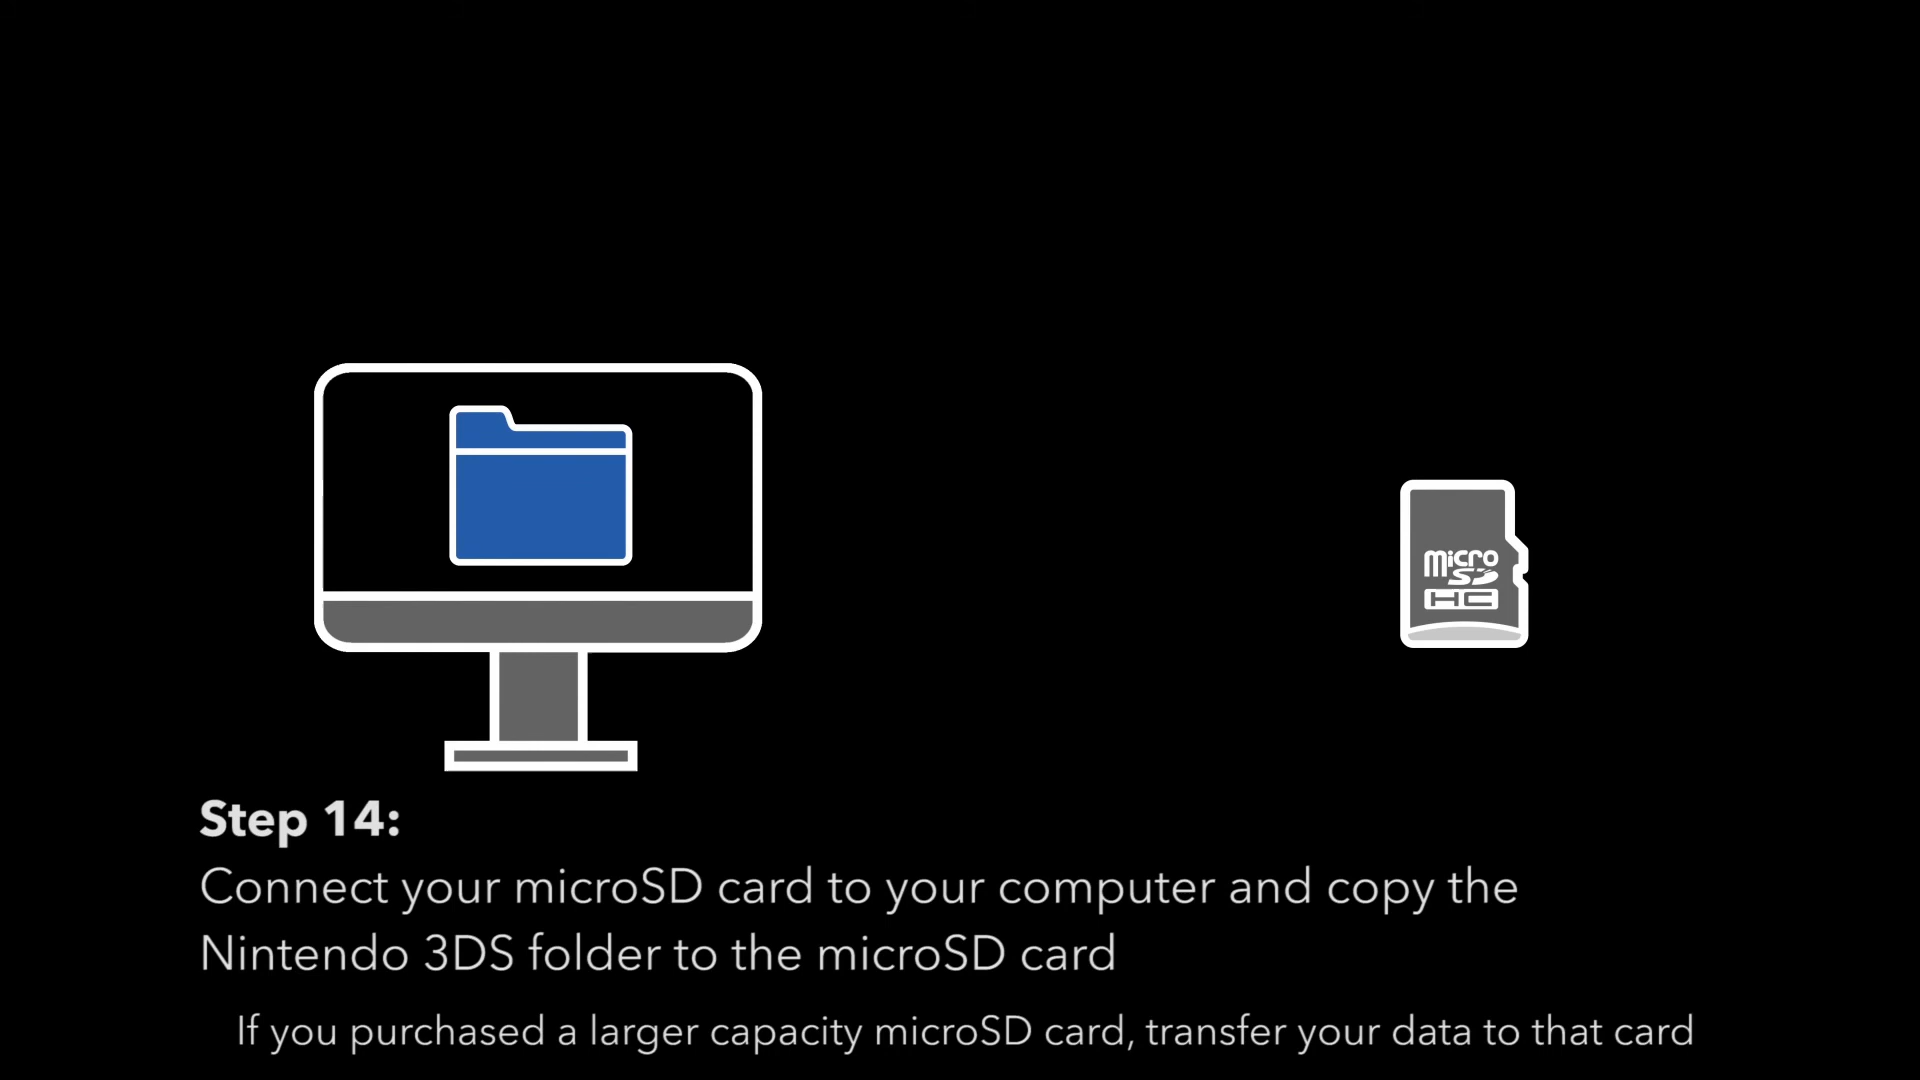 micro
SD
HC
Step 14:
Connect your microSD card to your computer and copy the
Nintendo 3DS folder to the microSD card
If you purchased a larger capacity microSD card, transfer your data to that card